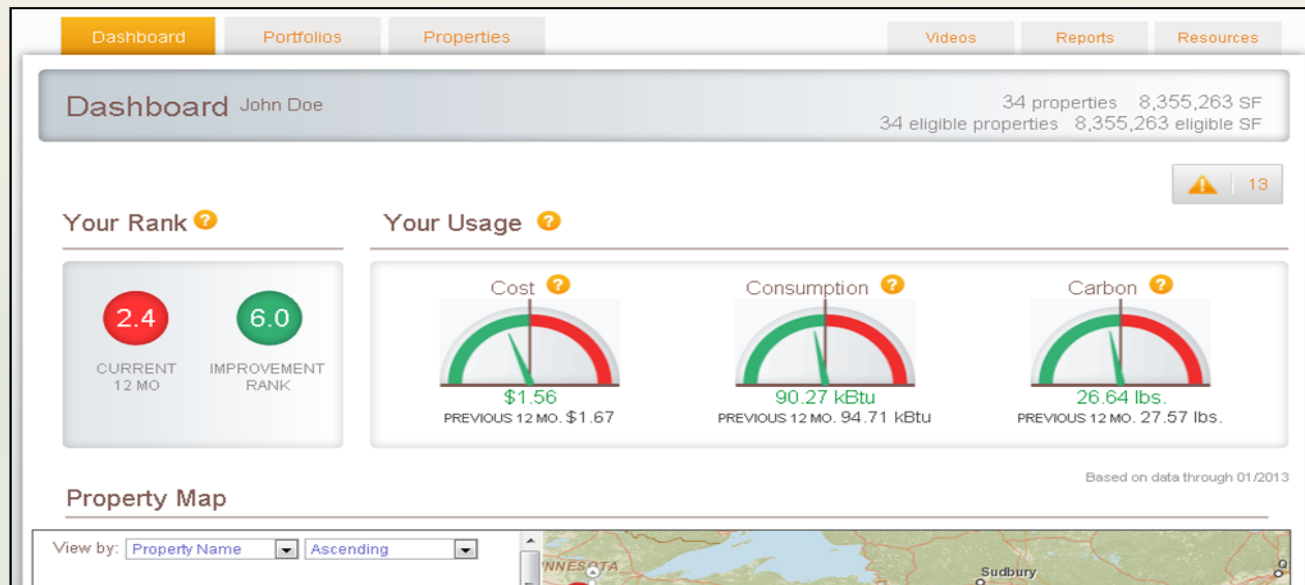 Dashboard Portfolios Properties Videos Reports Resources
Dashboard John Doe
34 properties 8,355,263 SF
34 eligible properties 8,355,263 eligible SF
13
Your Rank ?
Your Usage ?
2.4
6.0
CURRENT
12 MO
IMPROVEMENT
RANK
Cost ?
$1.56
PREVIOUS 12 MO. $1.67
Consumption ?
90.27 kBtu
PREVIOUS 12 MO. 94.71 kBtu
Carbon ?
26.64 lbs.
PREVIOUS 12 MO. 27.57 lbs.
Based on data through 01/2013
Property Map
View by: Property Name Ascending
NNESOTA
Sudbury